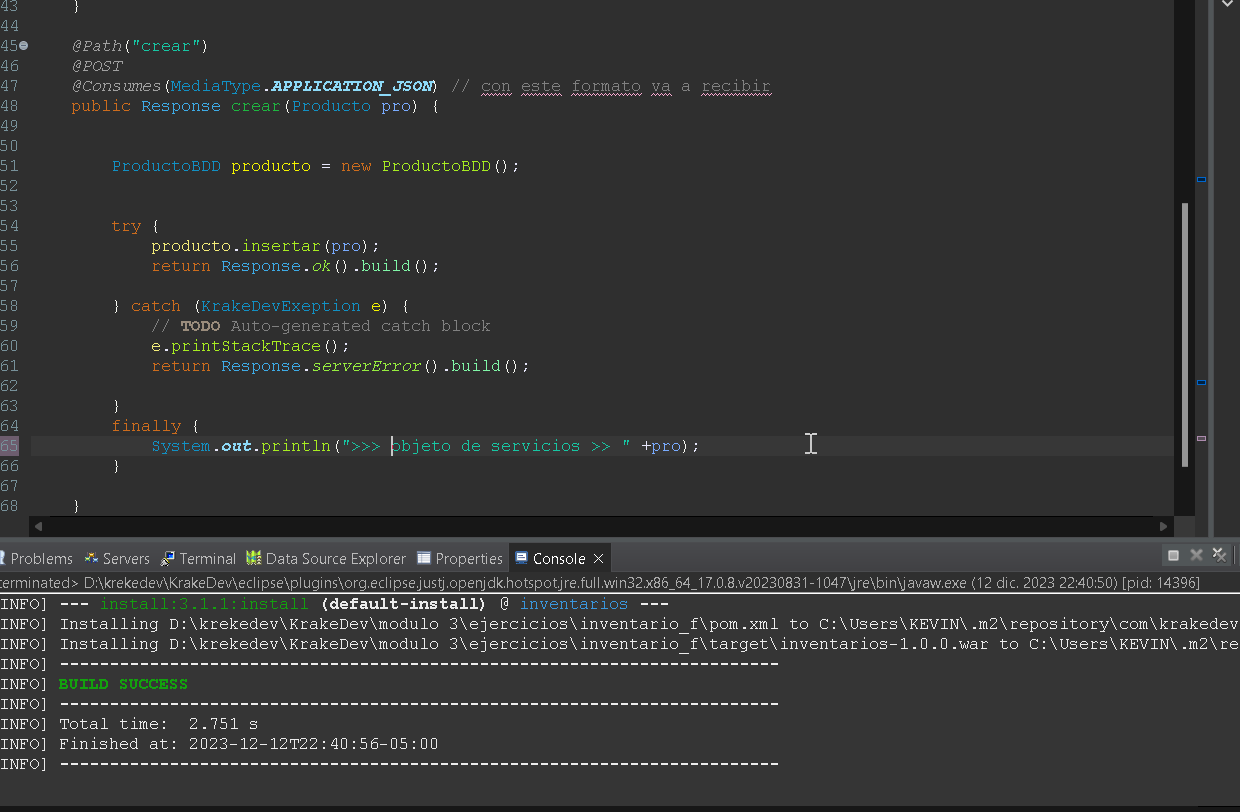 43 }
44
45 @Path("crear")
46 @POST
47 @Consumes(MediaType.APPLICATION_JSON) // con este formato va a recibir
48 public Response crear(Producto pro) {
49
50
51 ProductoBDD producto = new ProductoBDD();
52
53
54 try {
55 producto.insertar(pro);
56 return Response.ok().build();
57
58 } catch (KrakeDevExeption e) {
59 // TODO Auto-generated catch block
60 e.printStackTrace();
61 return Response.serverError().build();
62
63 }
64 finally {
65 System.out.println(">>> objeto de servicios >> " +pro);
66 }
67
68 }
Problems Servers Terminal Data Source Explorer Properties Console
terminated> D:\krekedev\KrakeDev\eclipse\plugins\org.eclipse.justj.openjdk.hotspot.jre.full.win32.x86_64_17.0.8.v20230831-1047\jre\bin\javaw.exe (12 dic. 2023 22:40:50) [pid: 14396]
INFO] --- install:3.1.1:install (default-install) @ inventarios ---
INFO] Installing D:\krekedev\KrakeDev\modulo 3\ejercicios\inventario_f\pom.xml to C:\Users\KEVIN\.m2\repository\com\krakedev
INFO] Installing D:\krekedev\KrakeDev\modulo 3\ejercicios\inventario_f\target\inventarios-1.0.0.war to C:\Users\KEVIN\.m2\re
INFO] ------------------------------------------------------------------------
INFO] BUILD SUCCESS
INFO] ------------------------------------------------------------------------
INFO] Total time:  2.751 s
INFO] Finished at: 2023-12-12T22:40:56-05:00
INFO] ------------------------------------------------------------------------